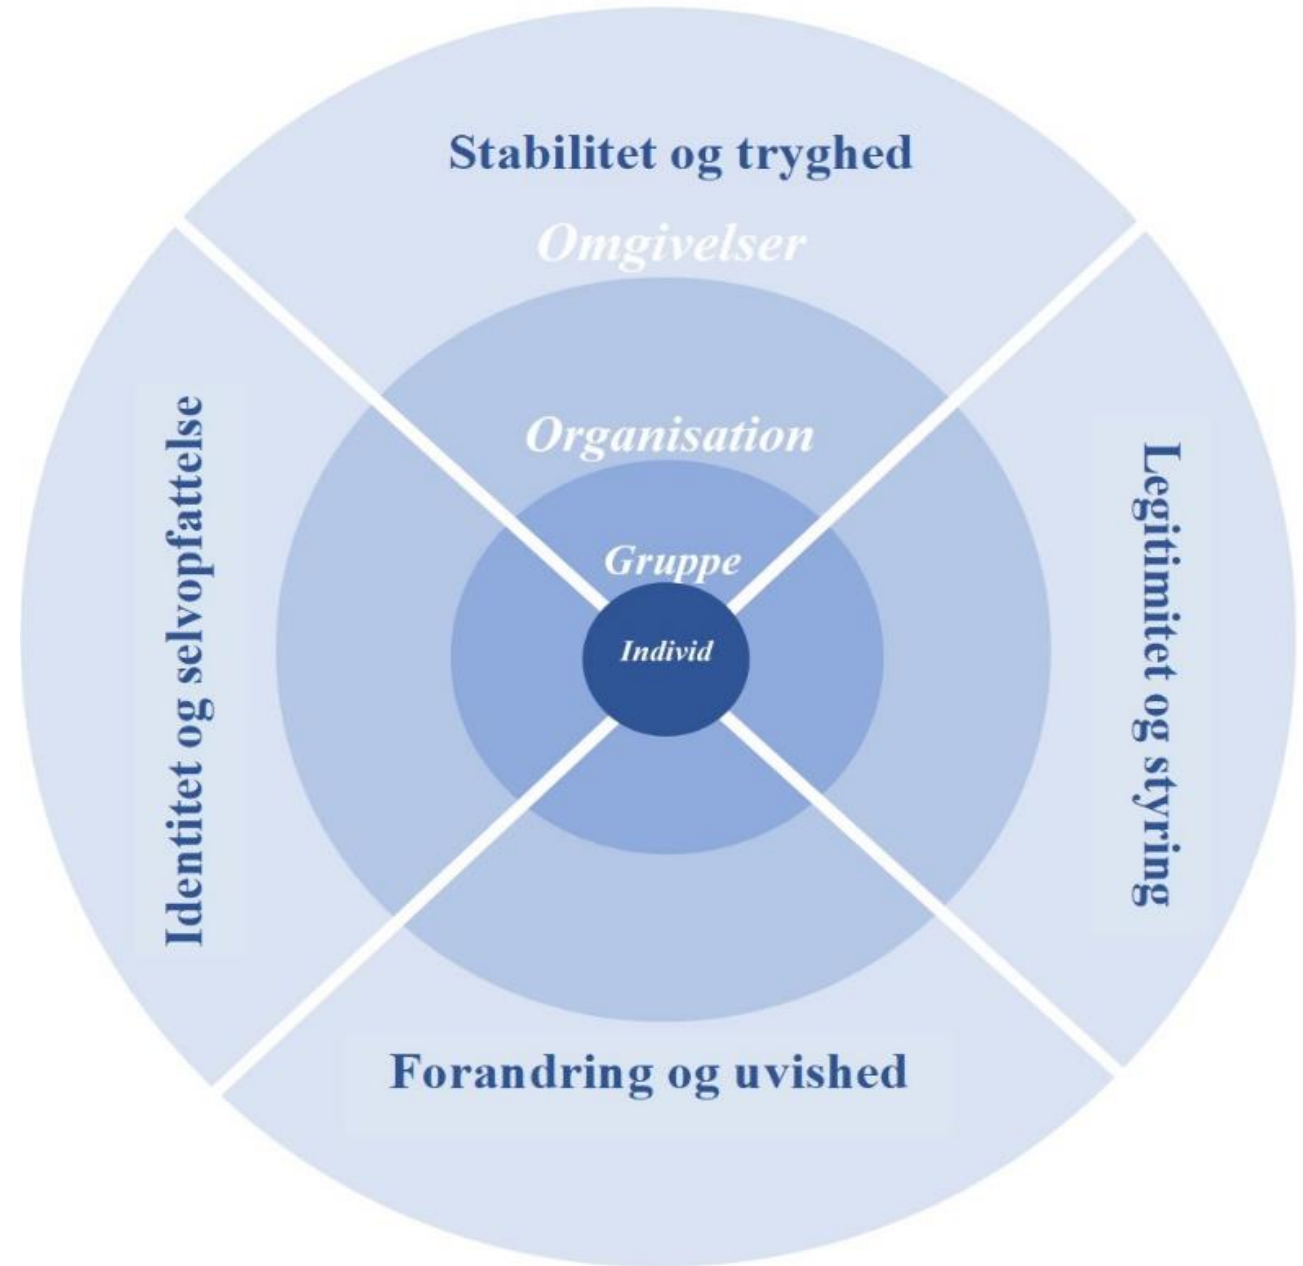 Stabilitet og tryghed
Omgivelser
Organisation
Gruppe
Individ
Identitet og selvopfattelse
Legitimitet og styring
Forandring og uvished